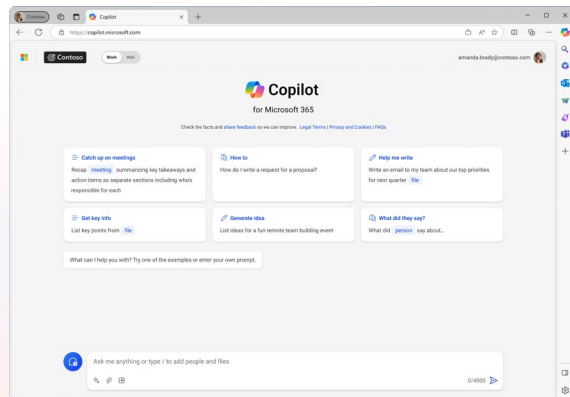 Contoso
Copilot
https://copilot.microsoft.com
Contoso
Work Web
amanda.brady@contoso.com
Copilot
for Microsoft 365
Check the facts and share feedback so we can improve. Legal Terms | Privacy and Cookies | FAQs
Catch up on meetings
Recap meeting summarizing key takeaways and
action items as separate sections including who's
responsible for each
How to
How do I write a request for a proposal?
Help me write
Write an email to my team about our top priorities
for next quarter file
Get key info
List key points from file
Generate idea
List ideas for a fun remote team building event
What did they say?
What did person say about...
What can I help you with? Try one of the examples or enter your own prompt.
Ask me anything or type / to add people and files
0/4000